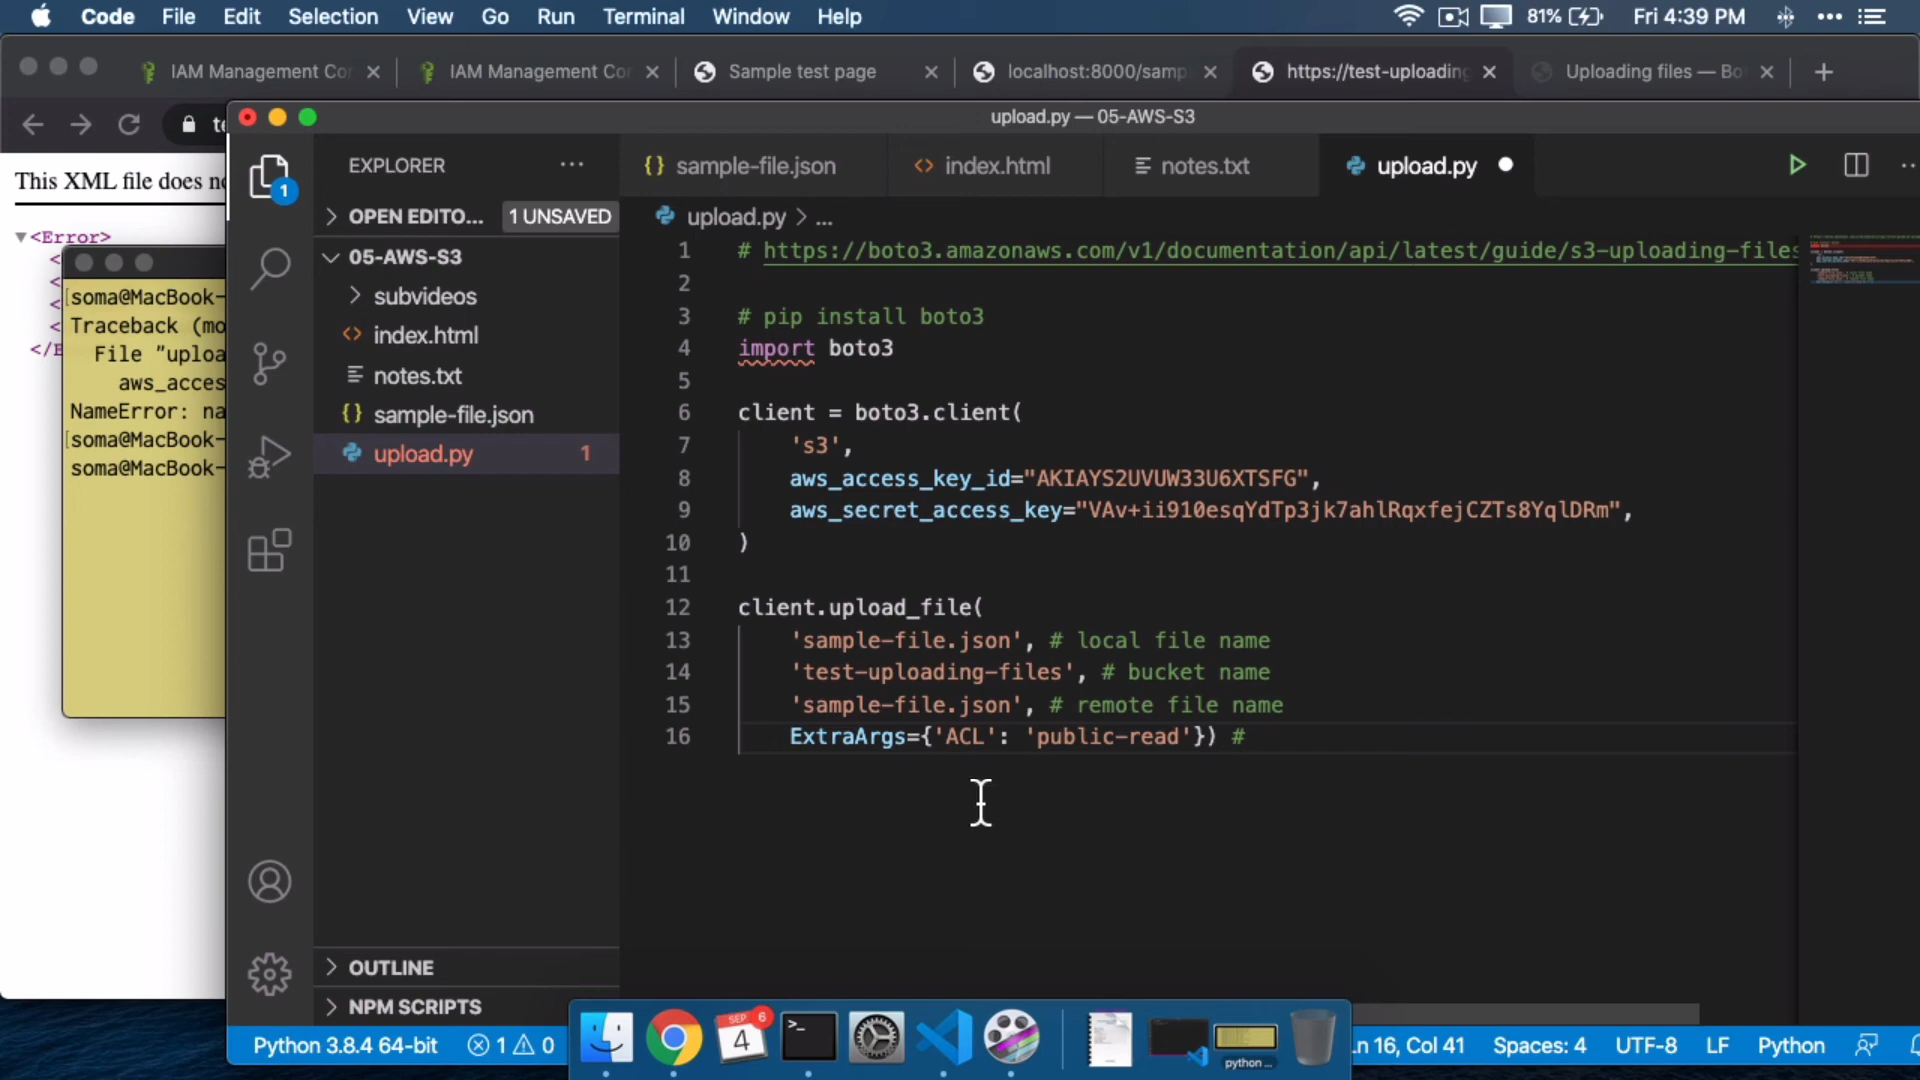 Code File Edit Selection View Go Run Terminal Window Help 81% Fri 4:39 PM
IAM Management Co
IAM Management Co
Sample test page
localhost:8000/samp
https://test-uploading
Uploading files — Bo
upload.py — 05-AWS-S3
This XML file does
<Error>
soma@MacBook-
Traceback (mo
File "uploa
aws_acces
NameError: na
soma@MacBook-
soma@MacBook-
EXPLORER
OPEN EDITO... 1 UNSAVED
05-AWS-S3
subvideos
index.html
notes.txt
sample-file.json
upload.py 1
OUTLINE
NPM SCRIPTS
1
sample-file.json
index.html
notes.txt
upload.py
upload.py > ...
1 # https://boto3.amazonaws.com/v1/documentation/api/latest/guide/s3-uploading-files
2
3 # pip install boto3
4 import boto3
5
6 client = boto3.client(
7 's3',
8 aws_access_key_id="AKIAYS2UVUW33U6XTSFG",
9 aws_secret_access_key="VAv+ii910esqYdTp3jk7ahlRqxfejCZTs8YqlDRm",
10 )
11
12 client.upload_file(
13 'sample-file.json', # local file name
14 'test-uploading-files', # bucket name
15 'sample-file.json', # remote file name
16 ExtraArgs={'ACL': 'public-read'}) #
SEP 6
4
python ...
Python 3.8.4 64-bit 1 0
Ln 16, Col 41 Spaces: 4 UTF-8 LF Python